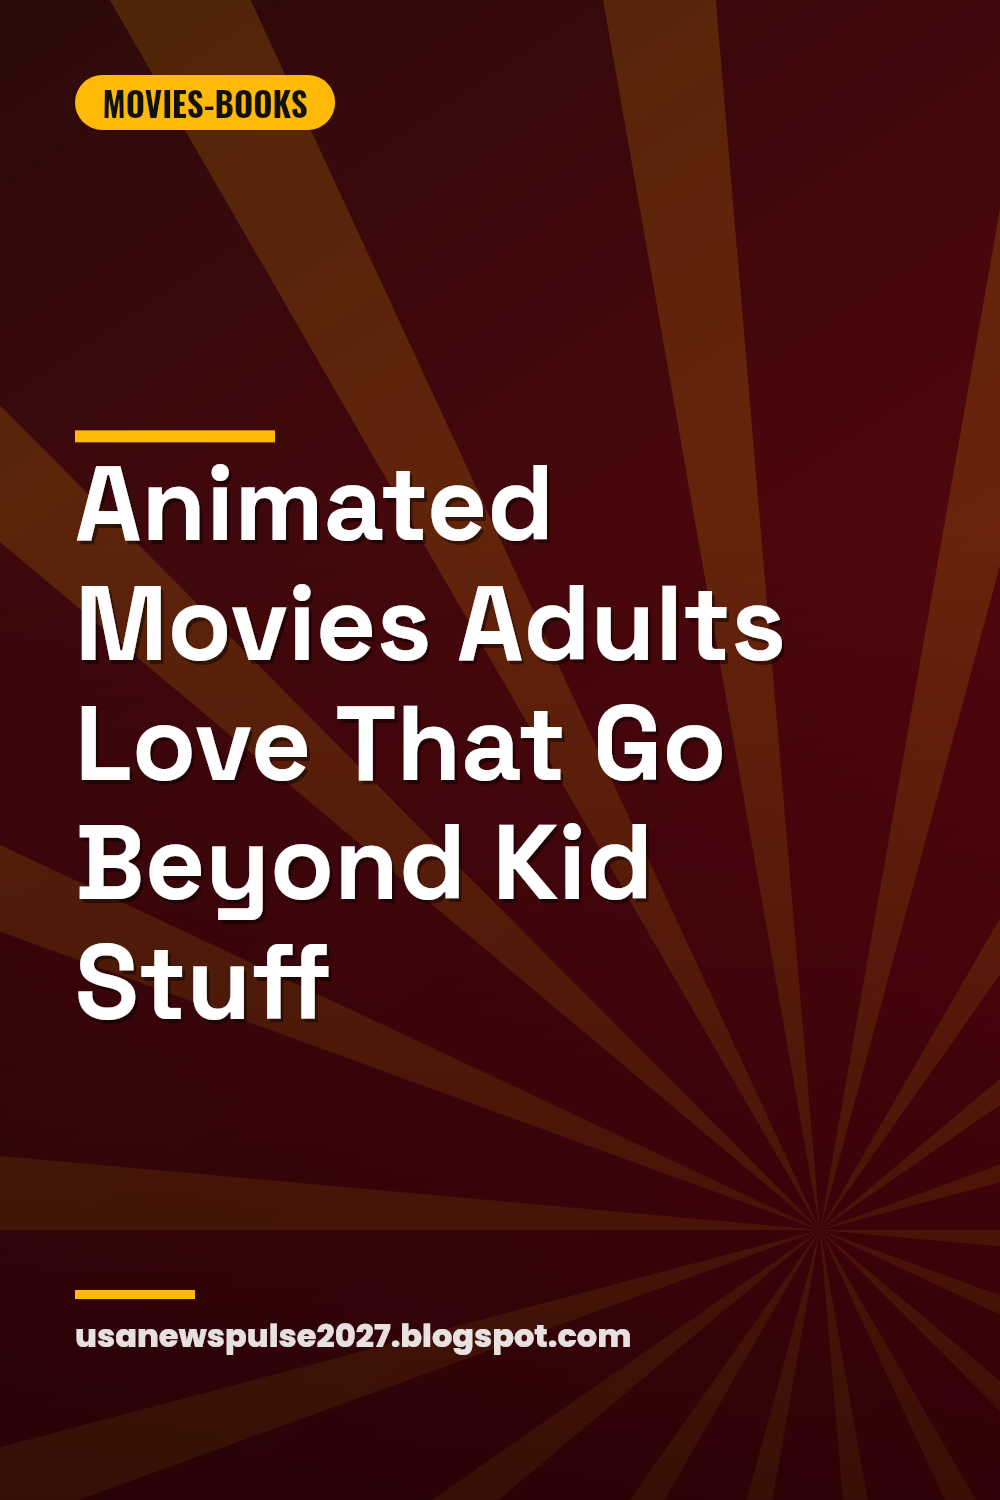 MOVIES-BOOKS
Animated
Movies Adults
Love That Go
Beyond Kid
Stuff
usanewspulse2027.blogspot.com